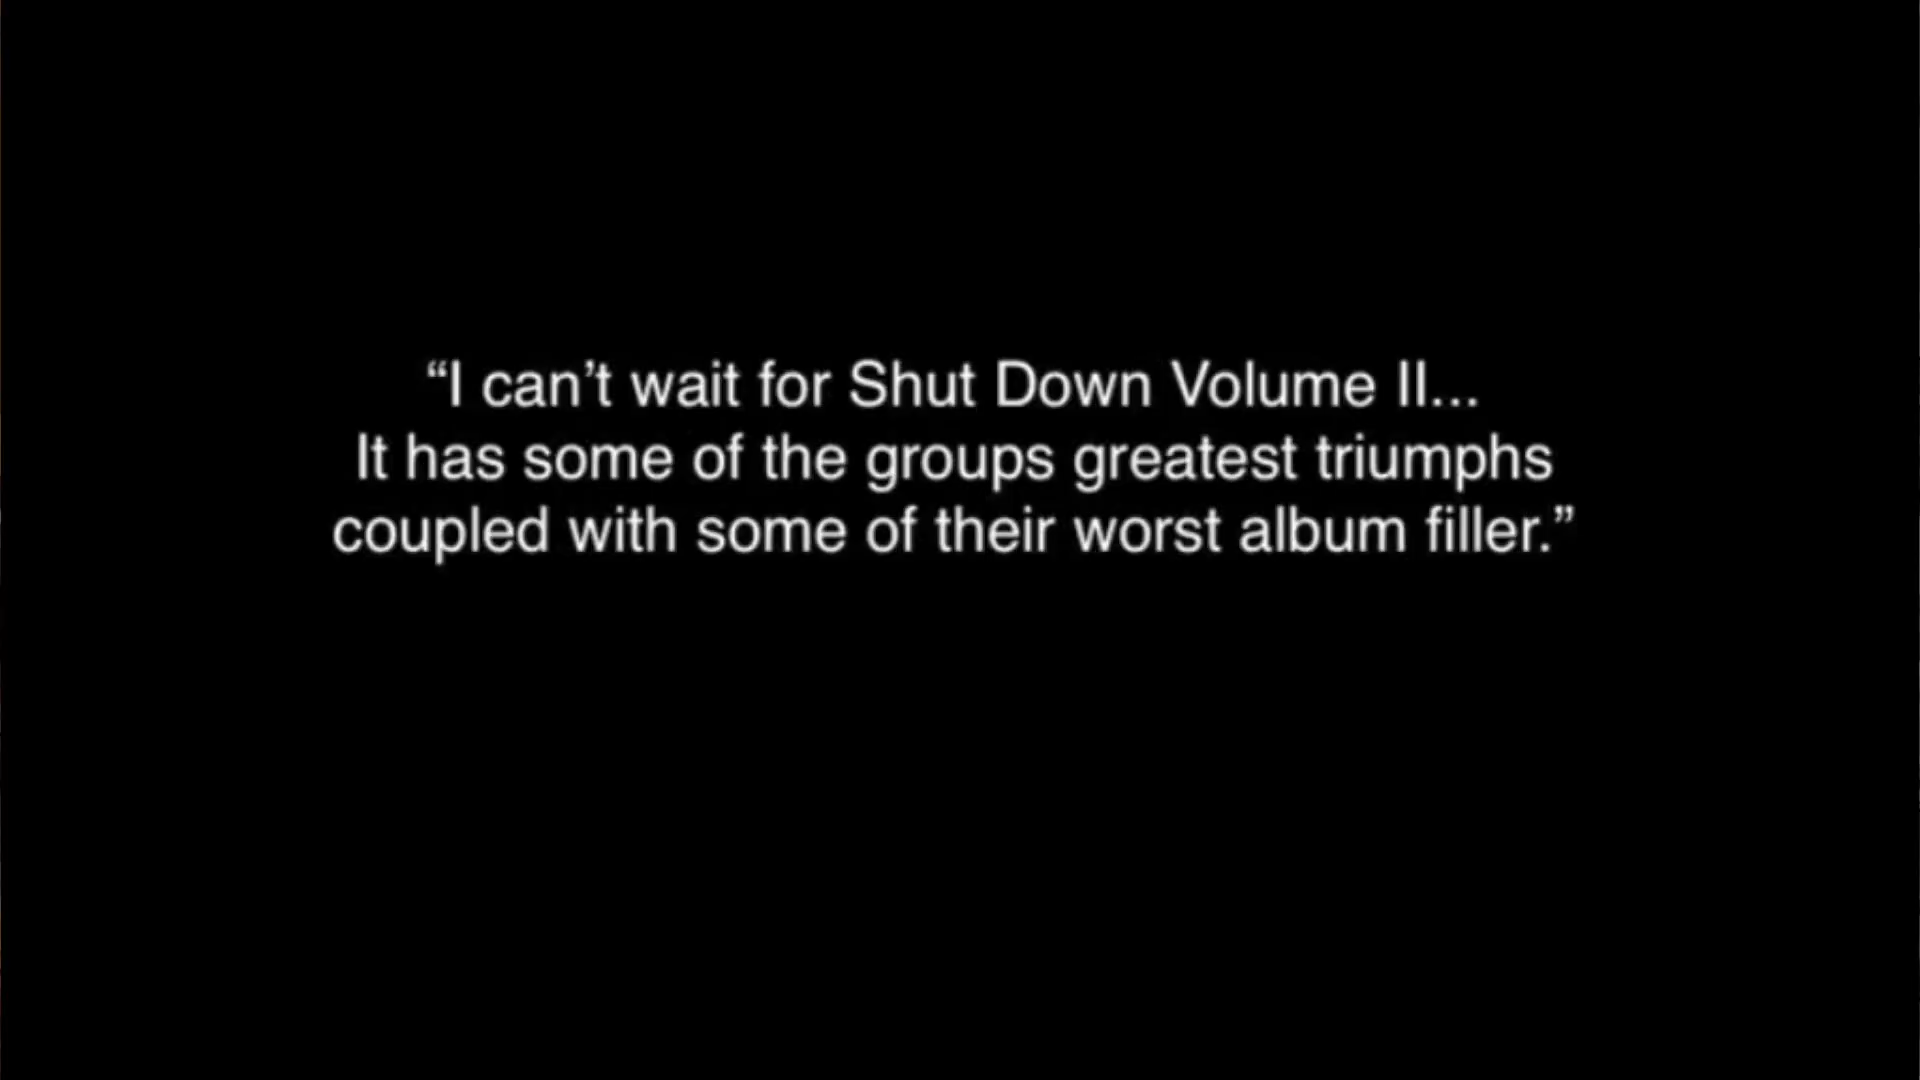 “I can’t wait for Shut Down Volume II...
It has some of the groups greatest triumphs
coupled with some of their worst album filler.”